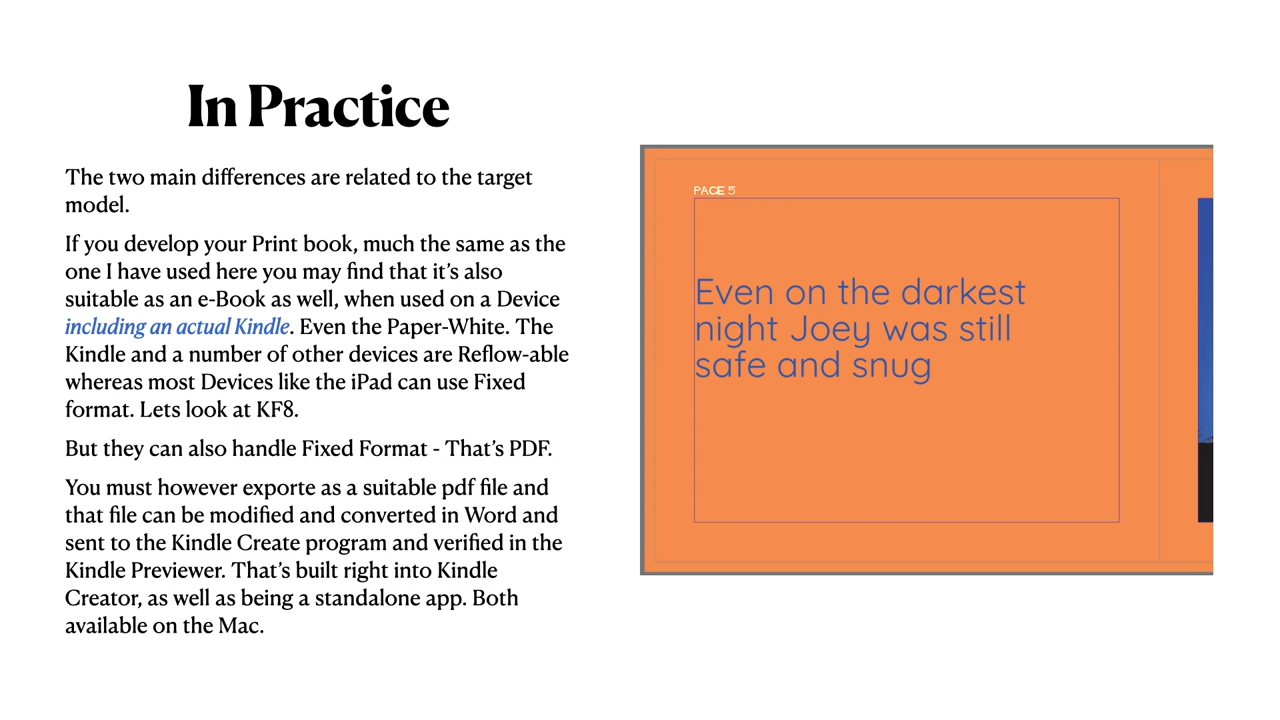 In Practice
The two main differences are related to the target
model.
If you develop your Print book, much the same as the
one I have used here you may find that it’s also
suitable as an e-Book as well, when used on a Device
including an actual Kindle. Even the Paper-White. The
Kindle and a number of other devices are Reflow-able
whereas most Devices like the iPad can use Fixed
format. Lets look at KF8.
But they can also handle Fixed Format - That’s PDF.
You must however exporte as a suitable pdf file and
that file can be modified and converted in Word and
sent to the Kindle Create program and verified in the
Kindle Previewer. That’s built right into Kindle
Creator, as well as being a standalone app. Both
available on the Mac.
PAGE 5
Even on the darkest
night Joey was still
safe and snug